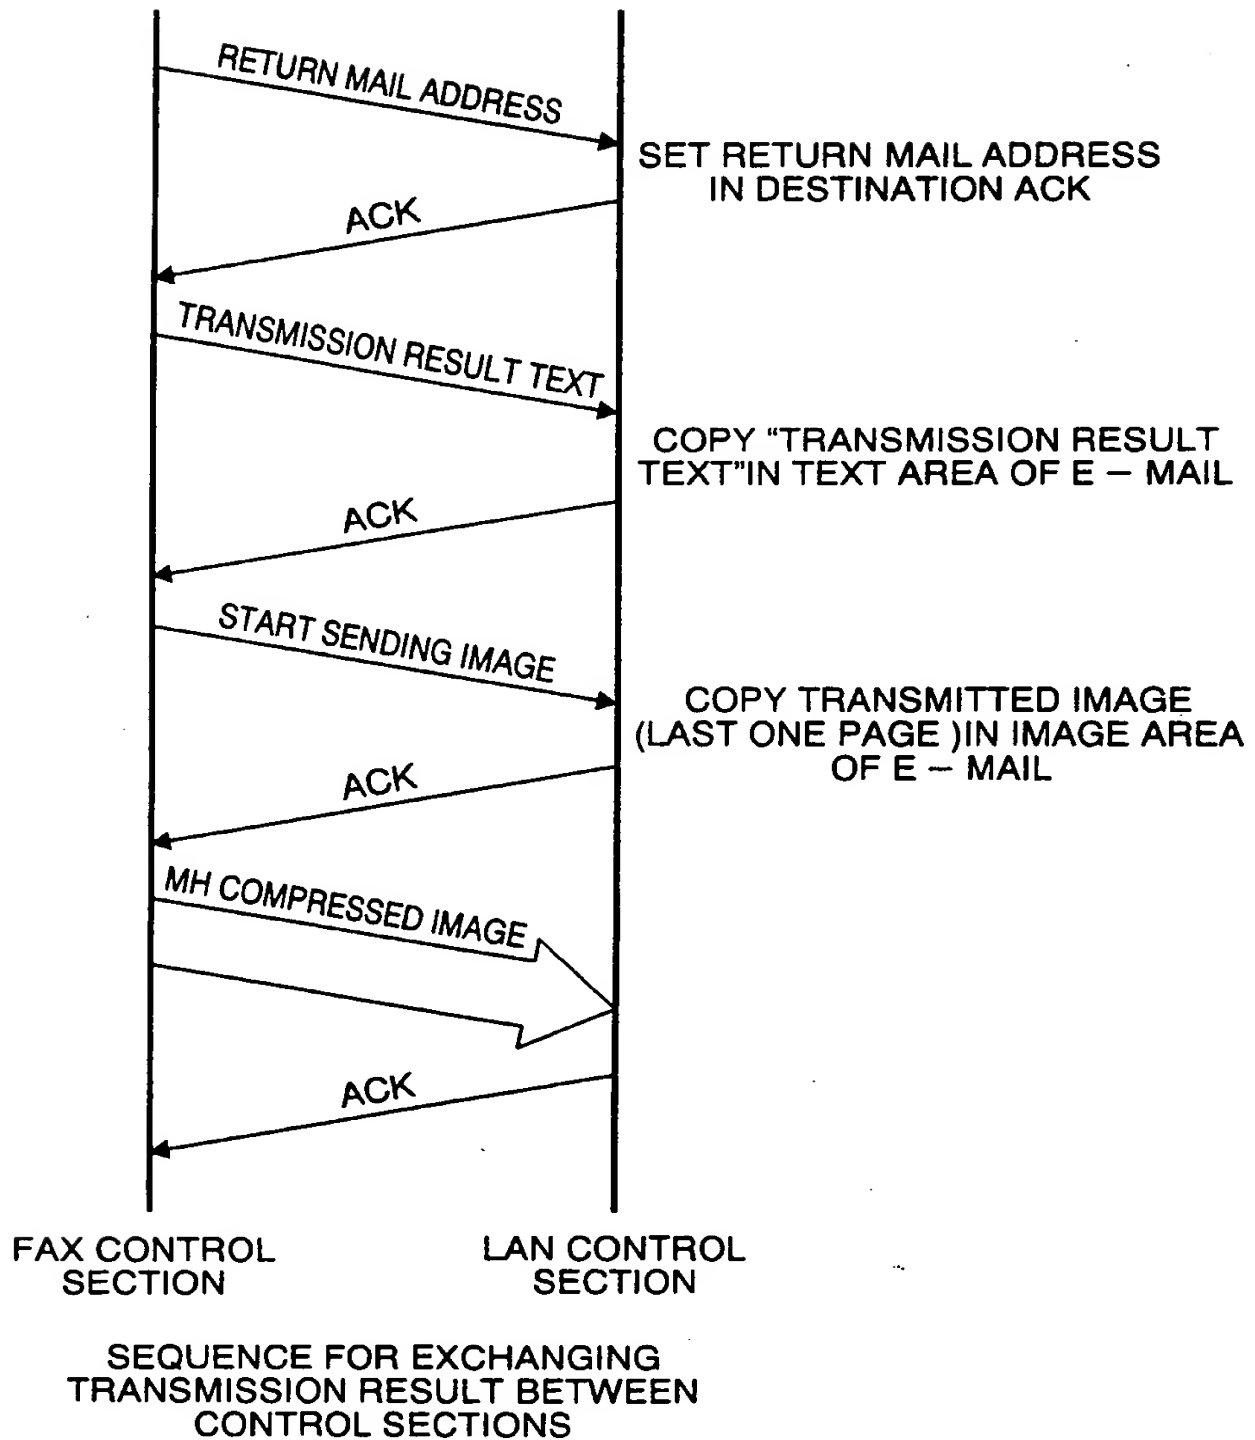 RETURN MAIL ADDRESS
SET RETURN MAIL ADDRESS
IN DESTINATION ACK
ACK
TRANSMISSION RESULT TEXT
COPY “TRANSMISSION RESULT
TEXT”IN TEXT AREA OF E – MAIL
ACK
START SENDING IMAGE
COPY TRANSMITTED IMAGE
(LAST ONE PAGE )IN IMAGE AREA
OF E – MAIL
ACK
MH COMPRESSED IMAGE
ACK
FAX CONTROL
SECTION
LAN CONTROL
SECTION
SEQUENCE FOR EXCHANGING
TRANSMISSION RESULT BETWEEN
CONTROL SECTIONS